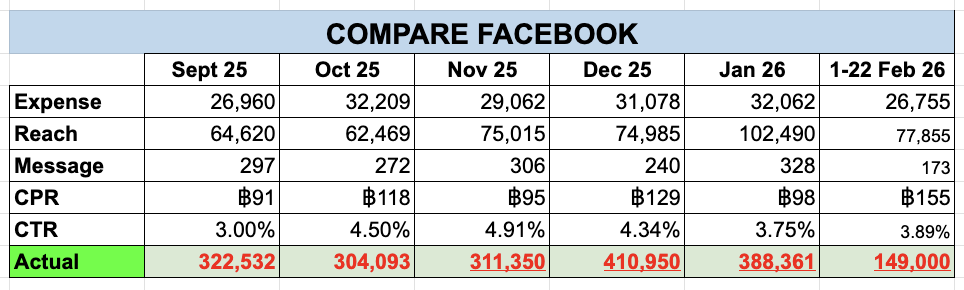 COMPARE FACEBOOK
Sept 25 Oct 25 Nov 25 Dec 25 Jan 26 1-22 Feb 26
Expense 26,960 32,209 29,062 31,078 32,062 26,755
Reach 64,620 62,469 75,015 74,985 102,490 77,855
Message 297 272 306 240 328 173
CPR ฿91 ฿118 ฿95 ฿129 ฿98 ฿155
CTR 3.00% 4.50% 4.91% 4.34% 3.75% 3.89%
Actual 322,532 304,093 311,350 410,950 388,361 149,000